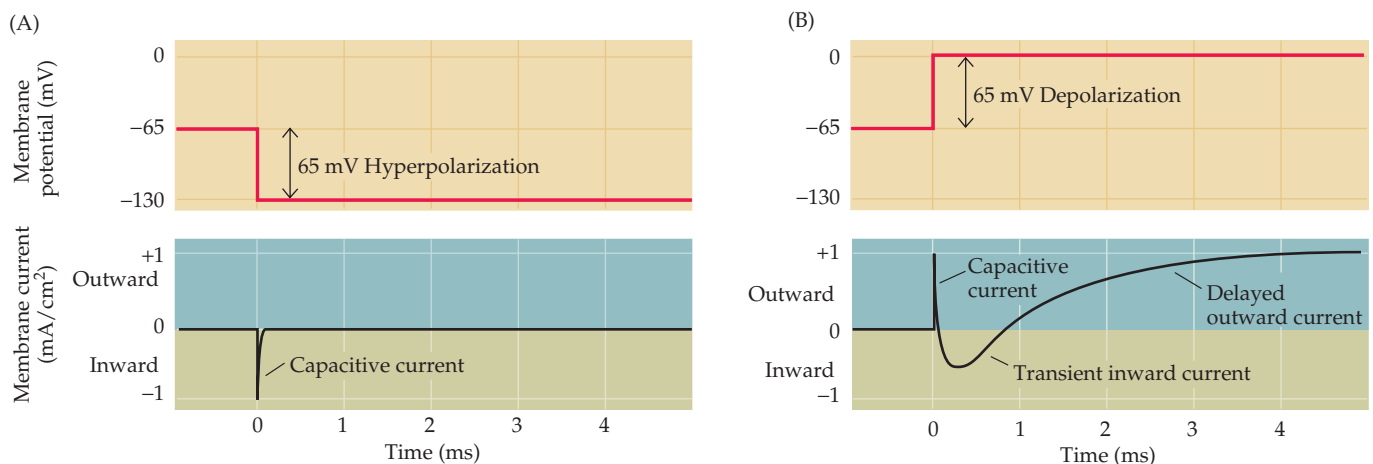 (A)
Membrane
potential (mV)
0
−65
−130
65 mV Hyperpolarization
Membrane current
(mA/cm²)
+1
Outward
0
Inward
−1
Capacitive current
0 1 2 3 4
Time (ms)
(B)
0
−65
−130
65 mV Depolarization
+1
Outward
0
Inward
−1
Capacitive
current
Delayed
outward current
Transient inward current
0 1 2 3 4
Time (ms)